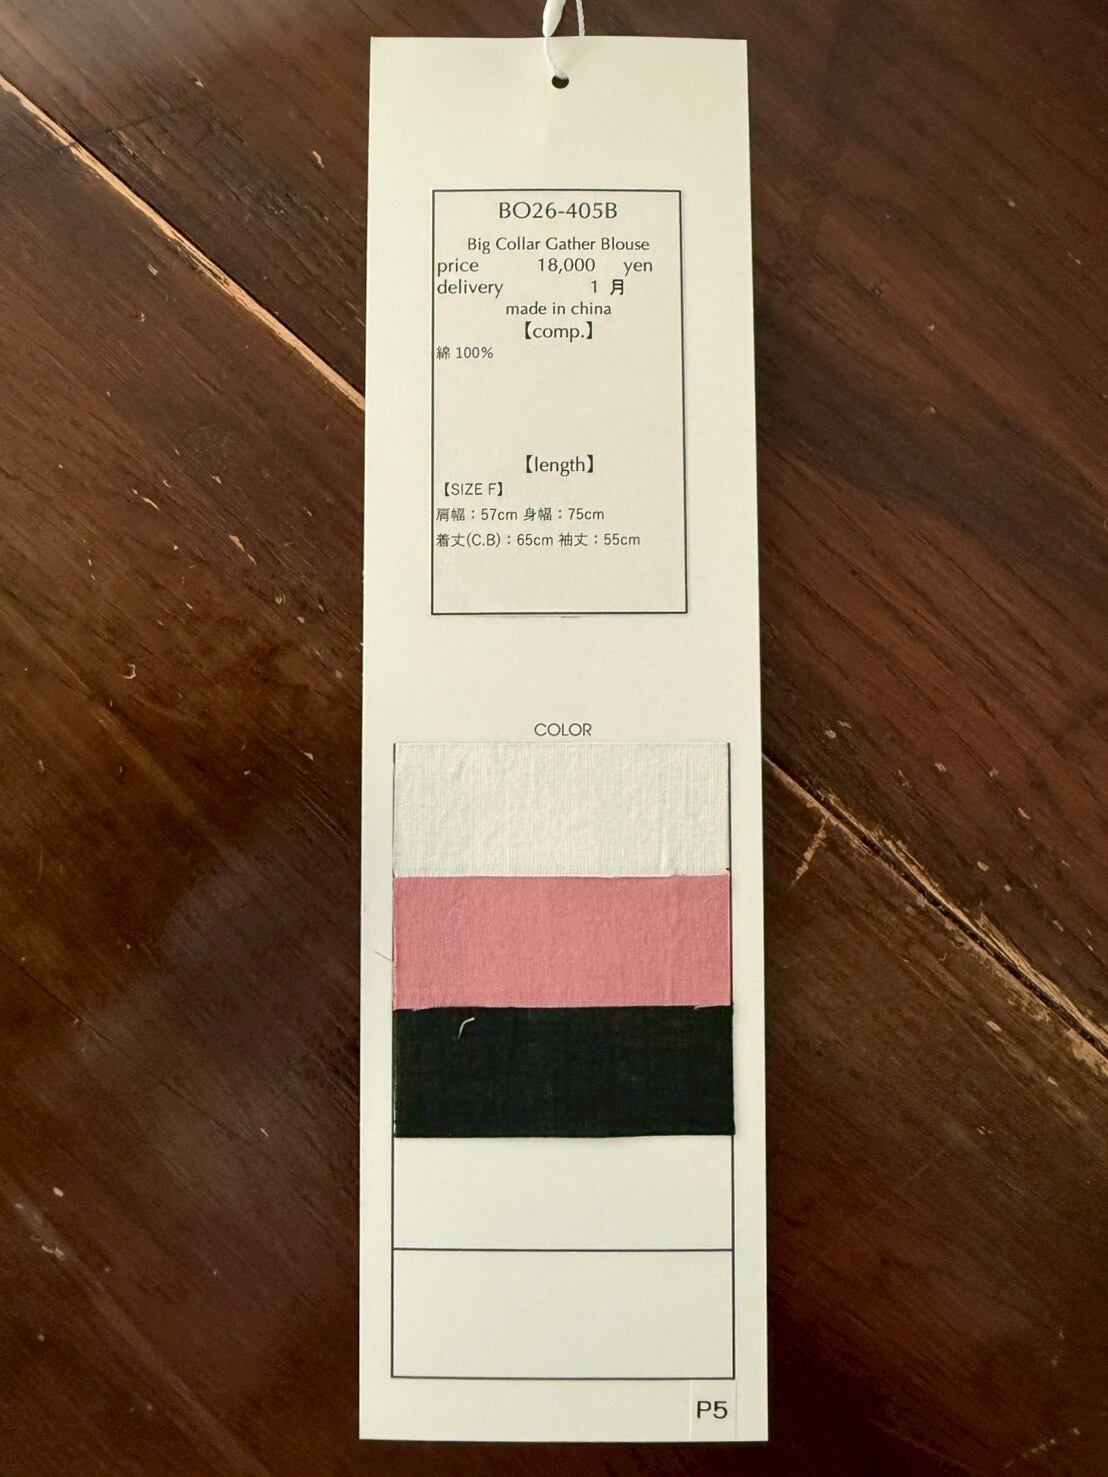 BO26-405B
Big Collar Gather Blouse
price 18,000 yen
delivery 1 月
made in china
【comp.】
綿 100%
【length】
【SIZE F】
肩幅：57cm 身幅：75cm
着丈(C.B)：65cm 袖丈：55cm
COLOR
P5